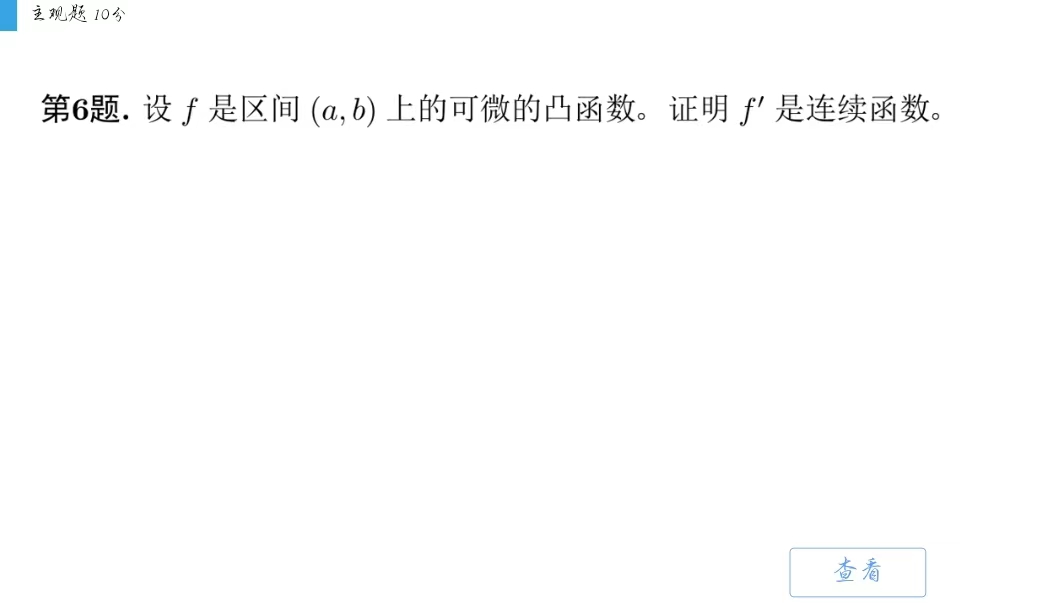 主观题 10分
第6题. 设 f 是区间 (a, b) 上的可微的凸函数。证明 f′ 是连续函数。
查看